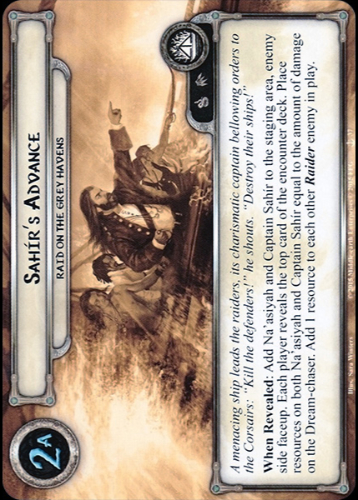 2A
SAHÍR'S ADVANCE
RAID ON THE GREY HAVENS
A menacing ship leads the raiders, its charismatic captain bellowing orders to
the Corsairs: “Kill the defenders!” he shouts. “Destroy their ships!”
When Revealed: Add Na’asiyah and Captain Sahír to the staging area, enemy
side faceup. Each player reveals the top card of the encounter deck. Place
resources on both Na’asiyah and Captain Sahír equal to the amount of damage
on the Dream-chaser. Add 1 resource to each other Raider enemy in play.
Illus. Sara Winters
Middle-earth Enterprises